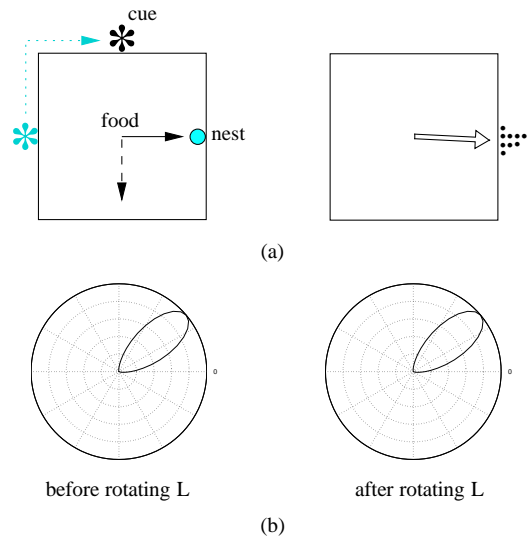 cue
food
nest
(a)
0
0
before rotating L
after rotating L
(b)